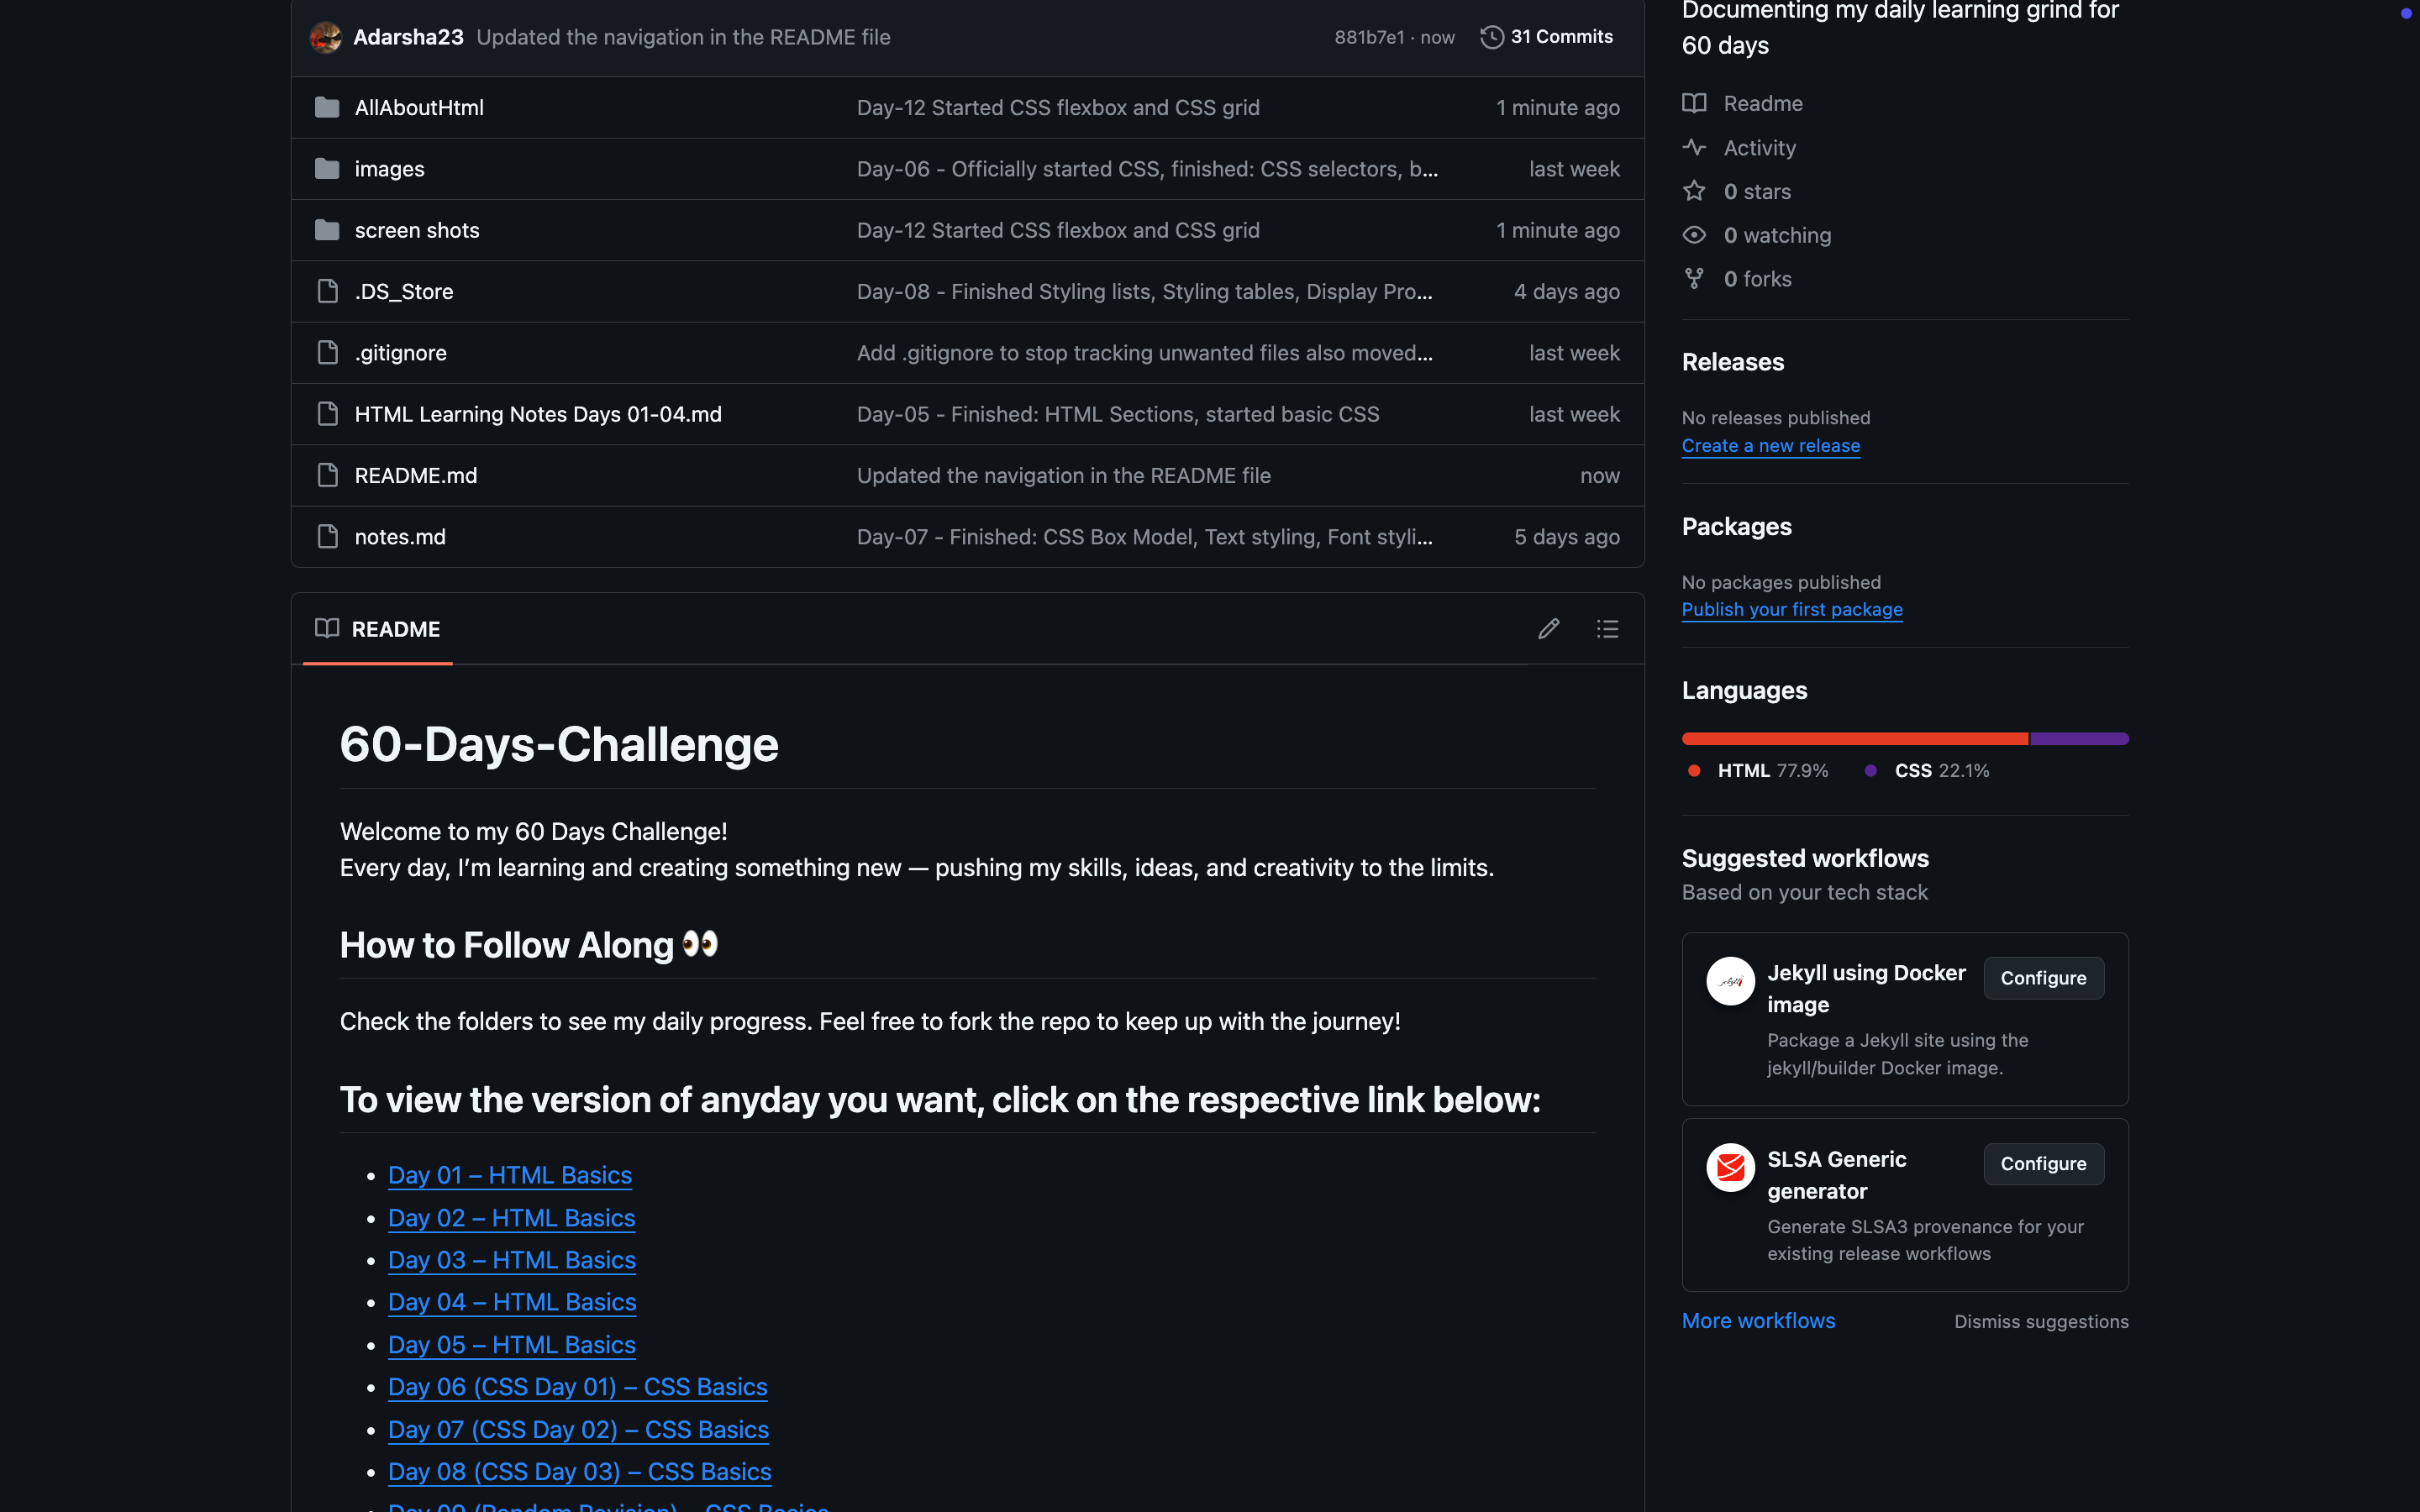 Adarsha23 Updated the navigation in the README file 881b7e1 · now 31 Commits
AllAboutHtml Day-12 Started CSS flexbox and CSS grid 1 minute ago
images Day-06 - Officially started CSS, finished: CSS selectors, b... last week
screen shots Day-12 Started CSS flexbox and CSS grid 1 minute ago
.DS_Store Day-08 - Finished Styling lists, Styling tables, Display Pro... 4 days ago
.gitignore Add .gitignore to stop tracking unwanted files also moved... last week
HTML Learning Notes Days 01-04.md Day-05 - Finished: HTML Sections, started basic CSS last week
README.md Updated the navigation in the README file now
notes.md Day-07 - Finished: CSS Box Model, Text styling, Font styli... 5 days ago
README
60-Days-Challenge
Welcome to my 60 Days Challenge!
Every day, I’m learning and creating something new — pushing my skills, ideas, and creativity to the limits.
How to Follow Along 👀
Check the folders to see my daily progress. Feel free to fork the repo to keep up with the journey!
To view the version of anyday you want, click on the respective link below:
• Day 01 – HTML Basics
• Day 02 – HTML Basics
• Day 03 – HTML Basics
• Day 04 – HTML Basics
• Day 05 – HTML Basics
• Day 06 (CSS Day 01) – CSS Basics
• Day 07 (CSS Day 02) – CSS Basics
• Day 08 (CSS Day 03) – CSS Basics
• Day 09 (Random Revision) – CSS Basics
Documenting my daily learning grind for
60 days
Readme
Activity
0 stars
0 watching
0 forks
Releases
No releases published
Create a new release
Packages
No packages published
Publish your first package
Languages
HTML 77.9% CSS 22.1%
Suggested workflows
Based on your tech stack
Jekyll using Docker
image
Configure
Package a Jekyll site using the
jekyll/builder Docker image.
SLSA Generic
generator
Configure
Generate SLSA3 provenance for your
existing release workflows
More workflows Dismiss suggestions